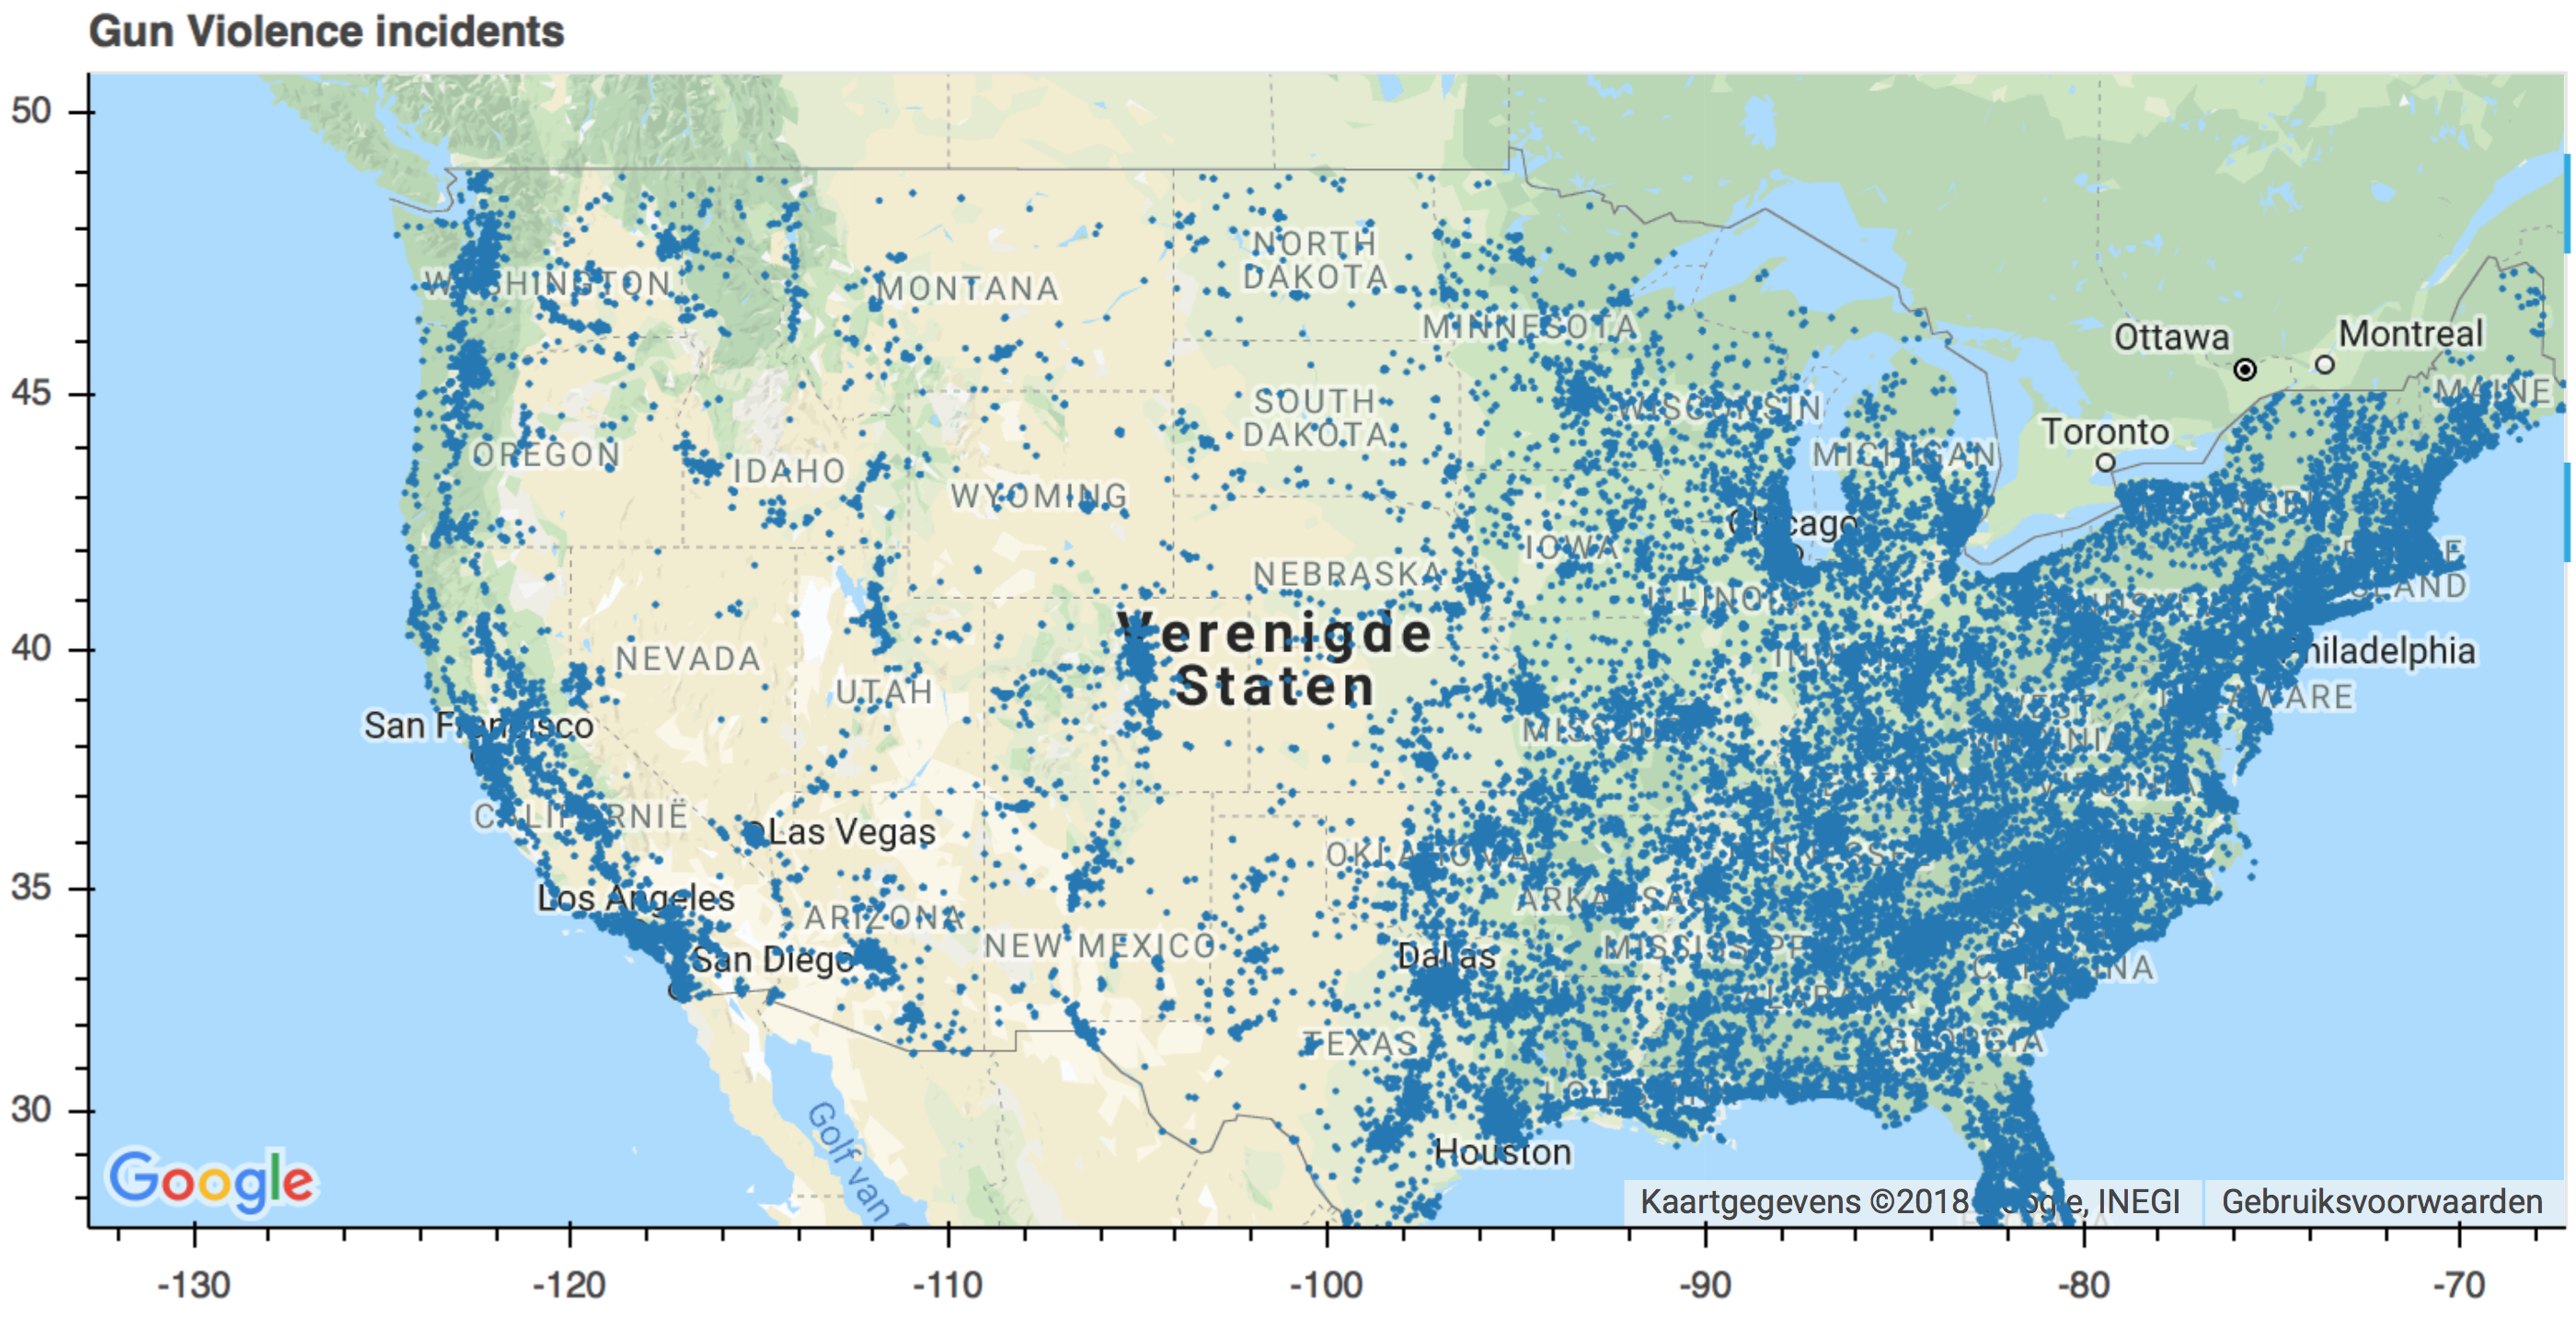 Gun Violence incidents
50
45
40
35
30
WASHINGTON
MONTANA
NORTH
DAKOTA
MINNESOTA
Ottawa
Montreal
MAINE
SOUTH
DAKOTA
WISCONSIN
Toronto
OREGON
IDAHO
MICHIGAN
WYOMING
Chicago
IOWA
NEBRASKA
ILLINOIS
Verenigde
Staten
NEVADA
UTAH
Philadelphia
DELAWARE
San Francisco
MISSOURI
CALIFORNIË
Las Vegas
OKLAHOMA
Los Angeles
ARIZONA
ARKANSAS
NEW MEXICO
San Diego
Dallas
MISSISSIPPI
CAROLINA
ALABAMA
TEXAS
GEORGIA
LOUISIANA
Golf van
Houston
Google
Kaartgegevens ©2018 Google, INEGI
Gebruiksvoorwaarden
-130
-120
-110
-100
-90
-80
-70